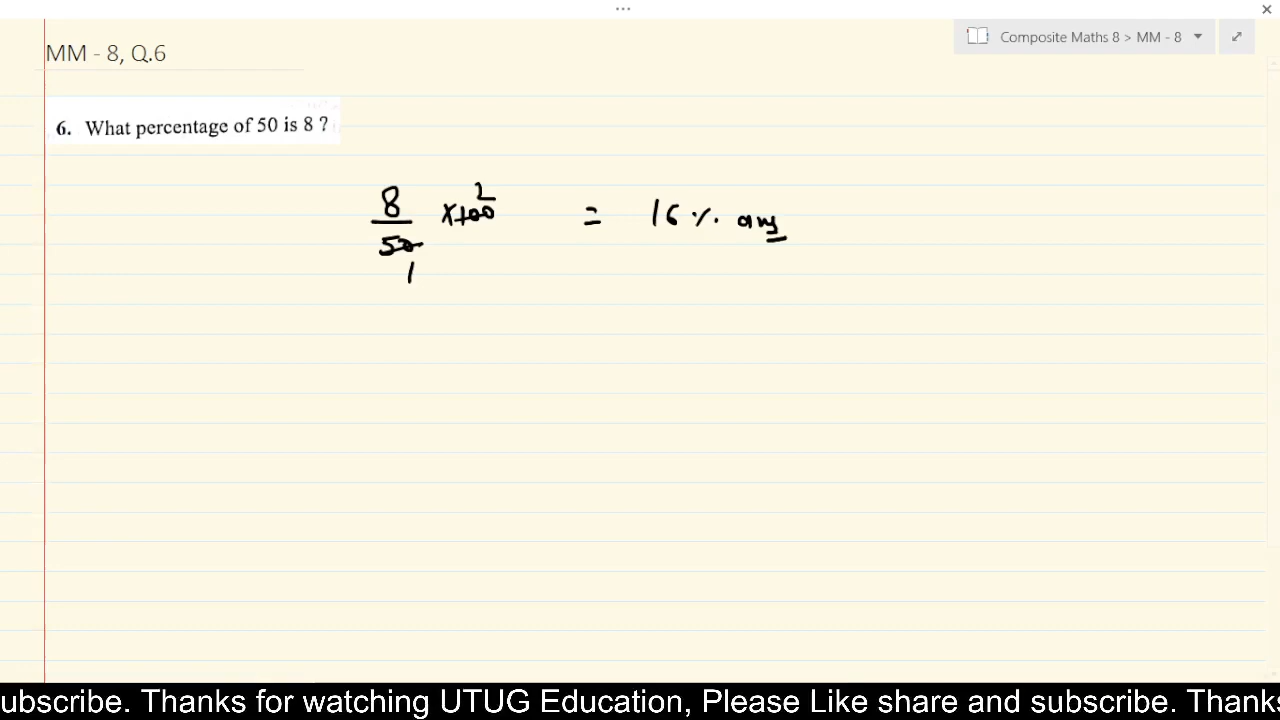 ...
MM - 8, Q.6
Composite Maths 8 > MM - 8
6. What percentage of 50 is 8 ?
8/50 ×100 2 = 16 % ans
1
ubscribe. Thanks for watching UTUG Education, Please Like share and subscribe. Thanks